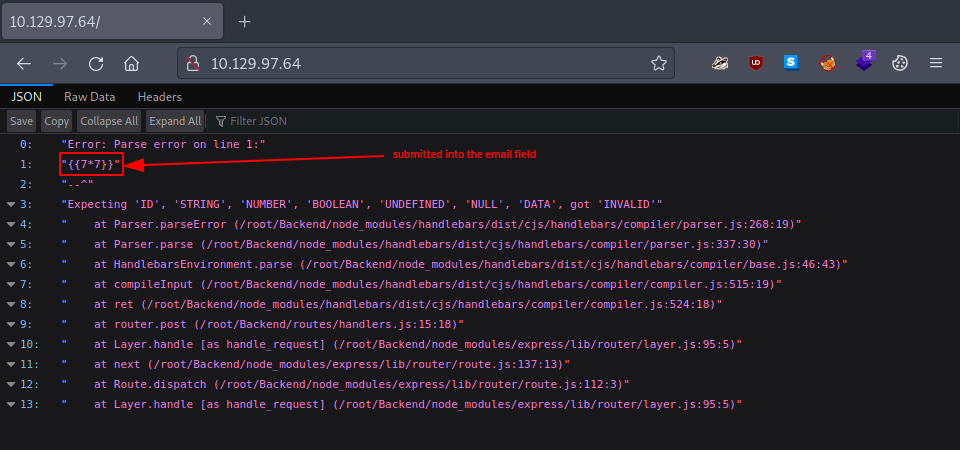 10.129.97.64/
10.129.97.64
4
JSON Raw Data Headers
Save Copy Collapse All Expand All Filter JSON
0: "Error: Parse error on line 1:"
1: "{{7*7}}"
submitted into the email field
2: "--^"
3: "Expecting 'ID', 'STRING', 'NUMBER', 'BOOLEAN', 'UNDEFINED', 'NULL', 'DATA', got 'INVALID'"
4: " at Parser.parseError (/root/Backend/node_modules/handlebars/dist/cjs/handlebars/compiler/parser.js:268:19)"
5: " at Parser.parse (/root/Backend/node_modules/handlebars/dist/cjs/handlebars/compiler/parser.js:337:30)"
6: " at HandlebarsEnvironment.parse (/root/Backend/node_modules/handlebars/dist/cjs/handlebars/compiler/base.js:46:43)"
7: " at compileInput (/root/Backend/node_modules/handlebars/dist/cjs/handlebars/compiler/compiler.js:515:19)"
8: " at ret (/root/Backend/node_modules/handlebars/dist/cjs/handlebars/compiler/compiler.js:524:18)"
9: " at router.post (/root/Backend/routes/handlers.js:15:18)"
10: " at Layer.handle [as handle_request] (/root/Backend/node_modules/express/lib/router/layer.js:95:5)"
11: " at next (/root/Backend/node_modules/express/lib/router/route.js:137:13)"
12: " at Route.dispatch (/root/Backend/node_modules/express/lib/router/route.js:112:3)"
13: " at Layer.handle [as handle_request] (/root/Backend/node_modules/express/lib/router/layer.js:95:5)"